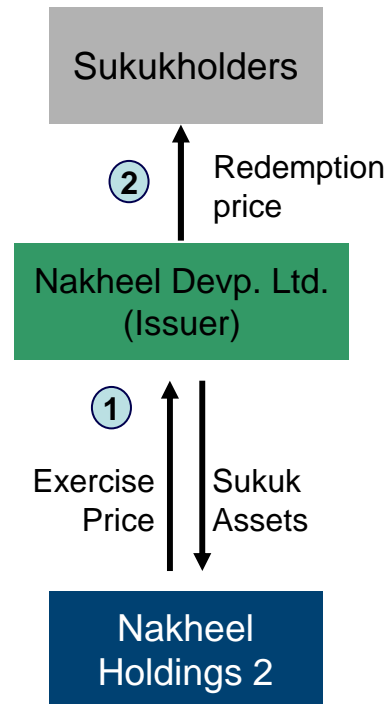 Sukukholders
2
Redemption
price
Nakheel Devp. Ltd.
(Issuer)
1
Exercise
Price
Sukuk
Assets
Nakheel
Holdings 2